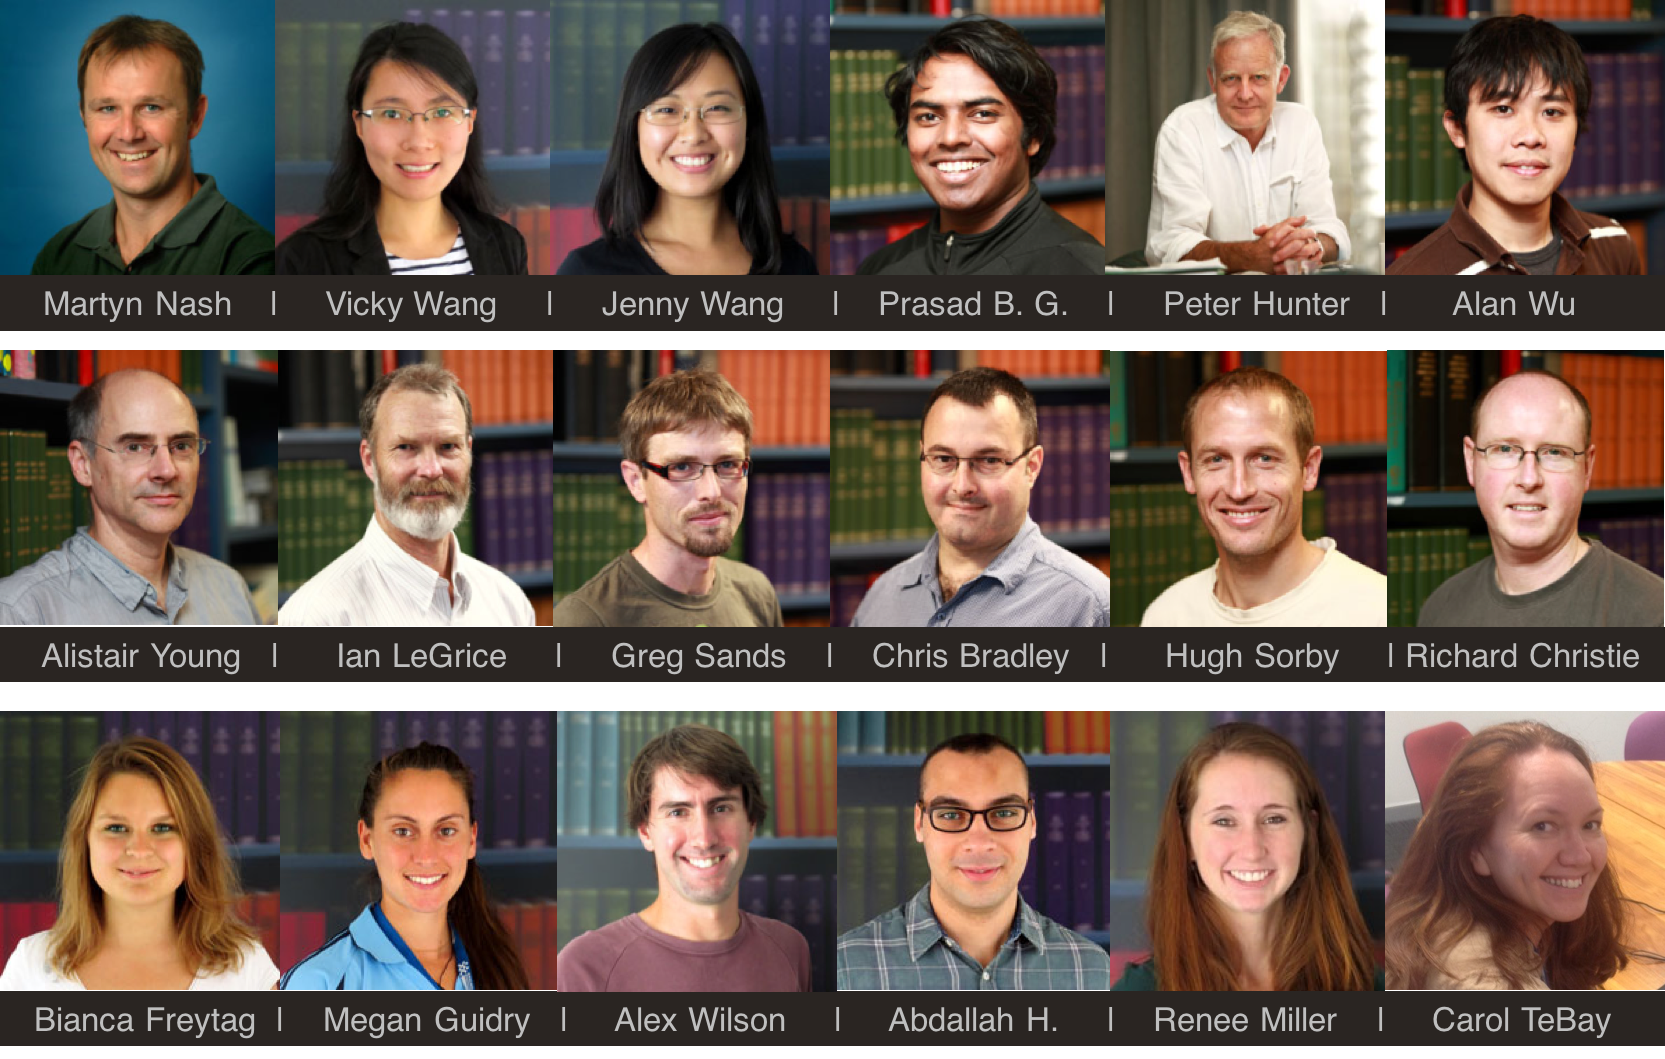 Martyn Nash | Vicky Wang | Jenny Wang | Prasad B. G. | Peter Hunter | Alan Wu
Alistair Young | Ian LeGrice | Greg Sands | Chris Bradley | Hugh Sorby | Richard Christie
Bianca Freytag | Megan Guidry | Alex Wilson | Abdallah H. | Renee Miller | Carol TeBay